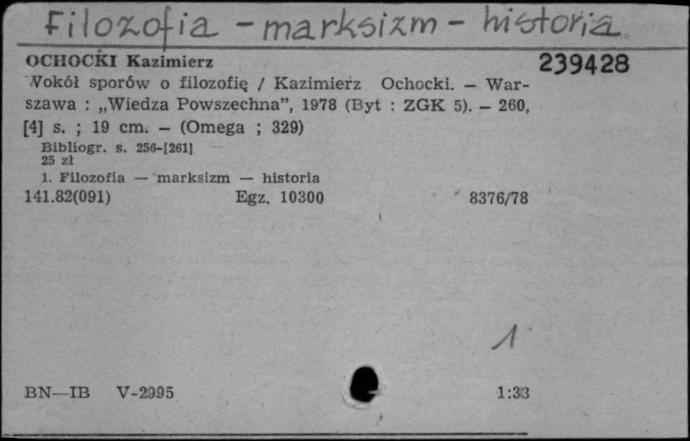 Filozofia - marksizm - historia
OCHOCKI Kazimierz 239428
Wokół sporów o filozofię / Kazimierz Ochocki. — War-
szawa : „Wiedza Powszechna”, 1978 (Byt : ZGK 5). — 260,
[4] s. ; 19 cm. — (Omega ; 329)
Bibliogr. s. 256-[261]
25 zł
1. Filozofia — marksizm — historia
141.82(091) Egz. 10300 8376/78
1
BN—IB V-2995 1:33